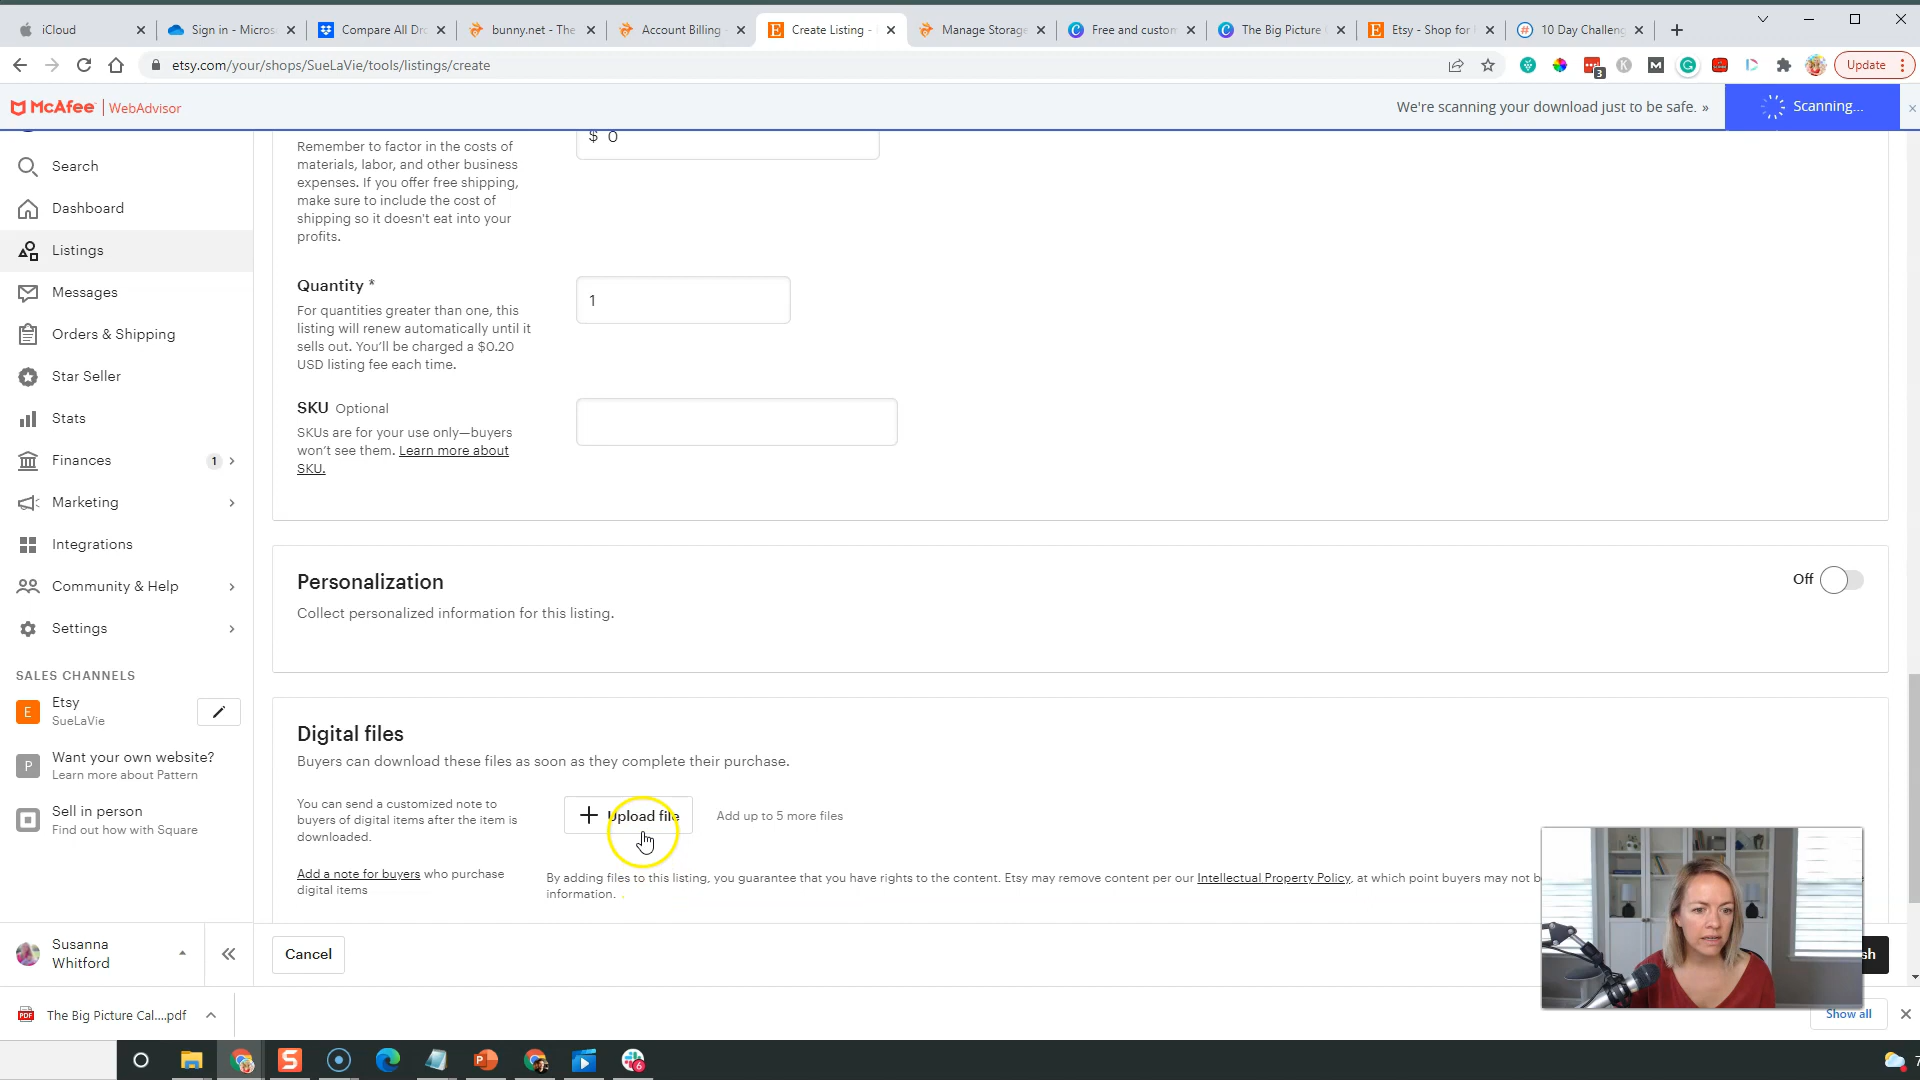 iCloud
Sign in - Micros
Compare All Dr
bunny.net - The
Account Billing -
Create Listing -
Manage Storage
Free and custom
The Big Picture
Etsy - Shop for
10 Day Challeng
etsy.com/your/shops/SueLaVie/tools/listings/create
3
Update
McAfee | WebAdvisor
We're scanning your download just to be safe. »
Scanning...
Search
Dashboard
Listings
Messages
Orders & Shipping
Star Seller
Stats
Finances 1
Marketing
Integrations
Community & Help
Settings
SALES CHANNELS
E Etsy
SueLaVie
P Want your own website?
Learn more about Pattern
Sell in person
Find out how with Square
Susanna
Whitford
Remember to factor in the costs of
materials, labor, and other business
expenses. If you offer free shipping,
make sure to include the cost of
shipping so it doesn't eat into your
profits.
$ 0
Quantity *
For quantities greater than one, this
listing will renew automatically until it
sells out. You'll be charged a $0.20
USD listing fee each time.
1
SKU Optional
SKUs are for your use only—buyers
won't see them. Learn more about
SKU.
Personalization
Collect personalized information for this listing.
Off
Digital files
Buyers can download these files as soon as they complete their purchase.
You can send a customized note to
buyers of digital items after the item is
downloaded.
Add a note for buyers who purchase
digital items
Upload file
Add up to 5 more files
By adding files to this listing, you guarantee that you have rights to the content. Etsy may remove content per our Intellectual Property Policy, at which point buyers may not b
information.
Cancel
sh
The Big Picture Cal....pdf
Show all
6
7